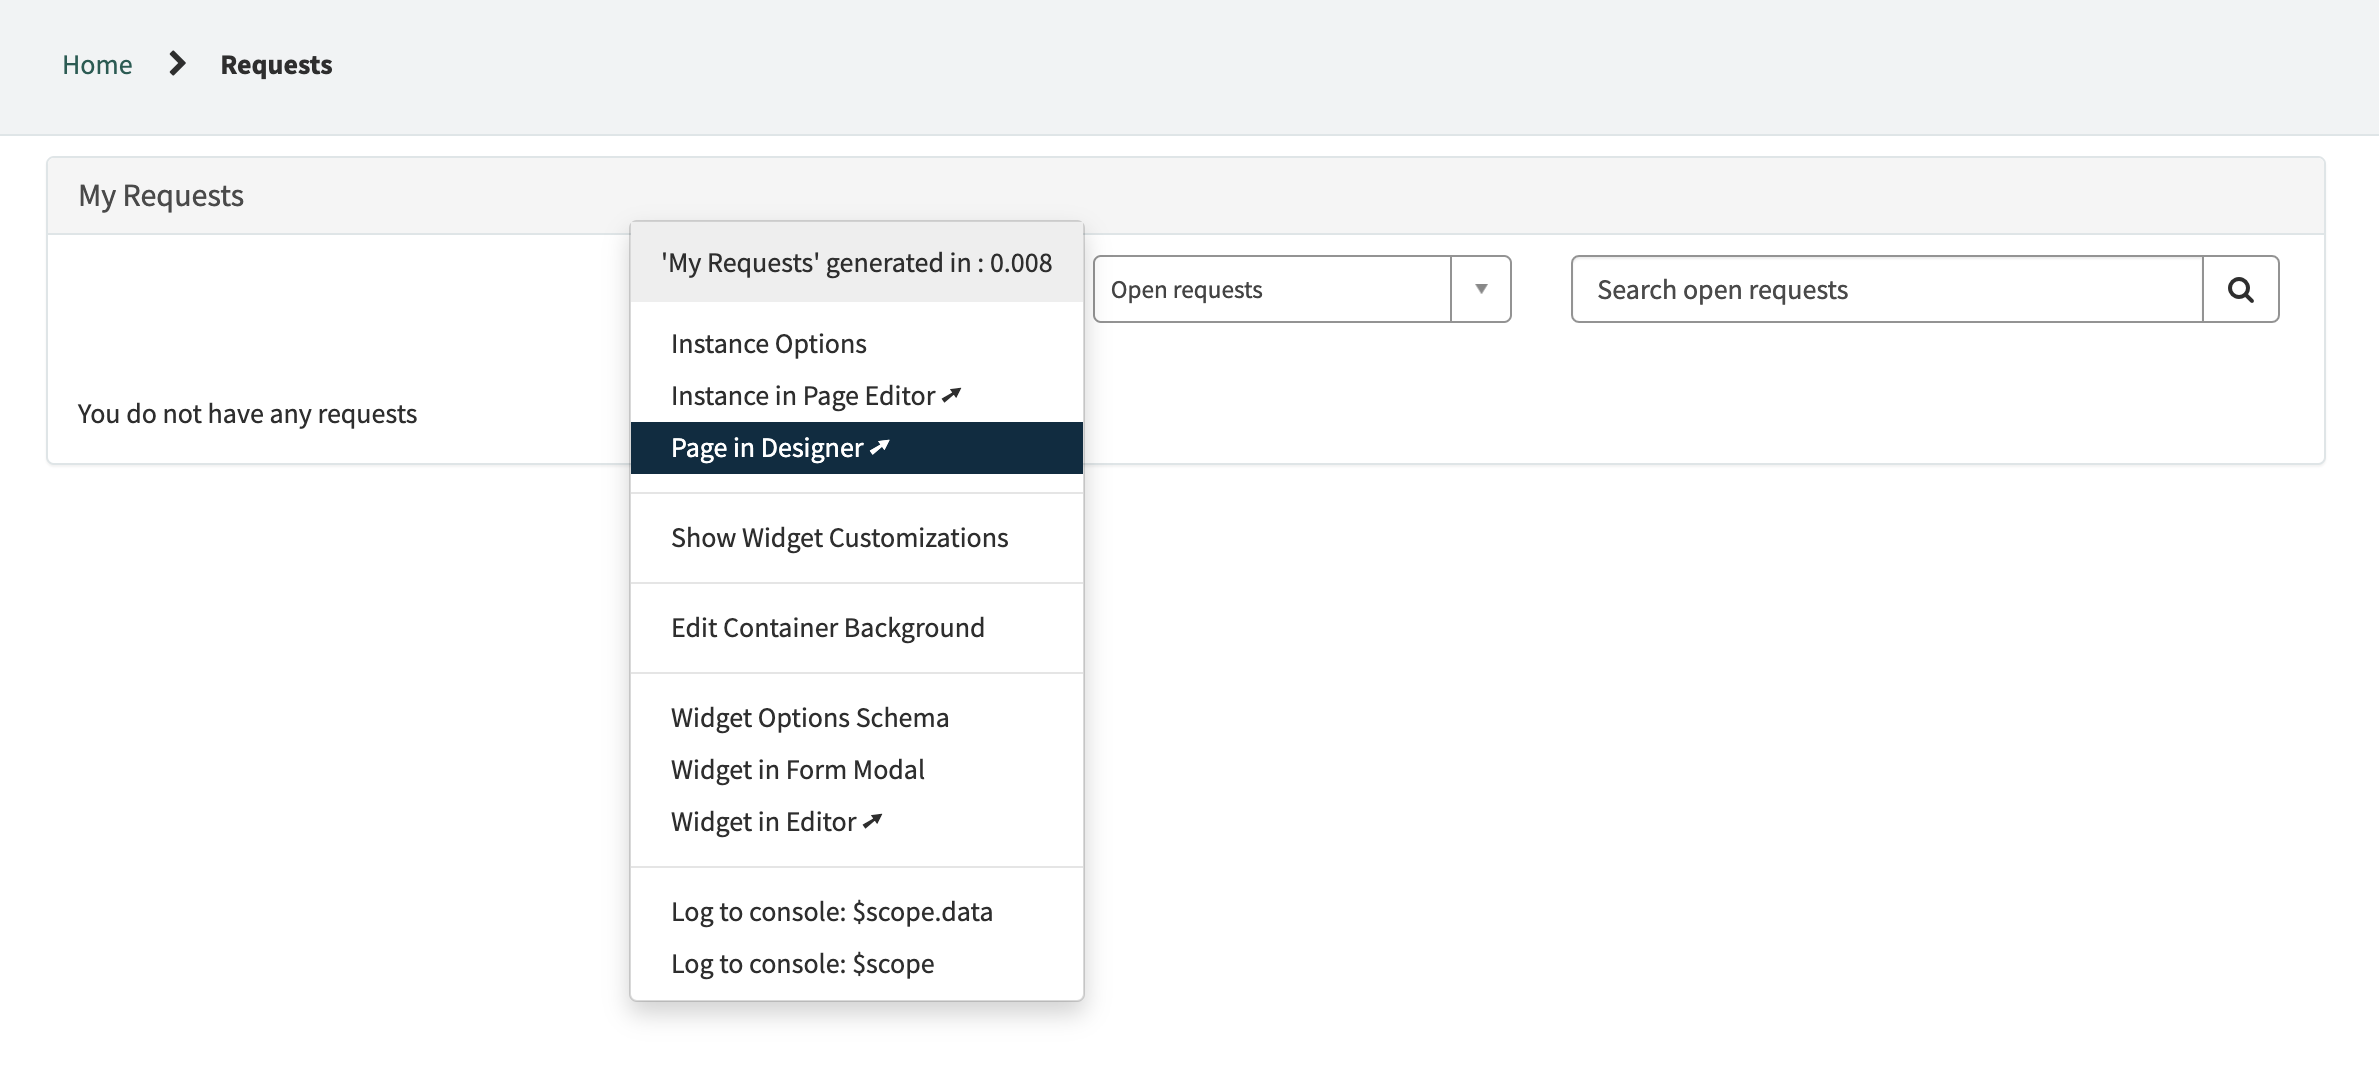 Home Requests
My Requests
'My Requests' generated in : 0.008
Open requests
Search open requests
Instance Options
Instance in Page Editor ➚
You do not have any requests
Page in Designer ➚
Show Widget Customizations
Edit Container Background
Widget Options Schema
Widget in Form Modal
Widget in Editor ➚
Log to console: $scope.data
Log to console: $scope